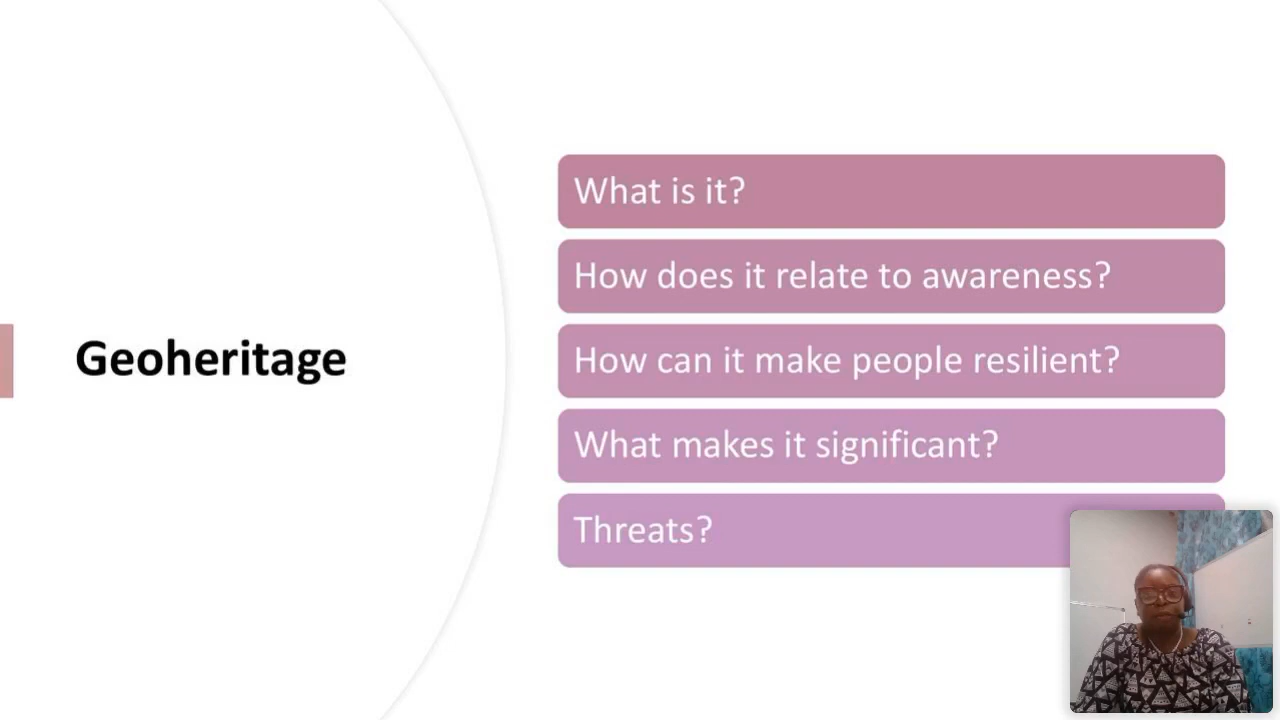 Geoheritage
What is it?
How does it relate to awareness?
How can it make people resilient?
What makes it significant?
Threats?